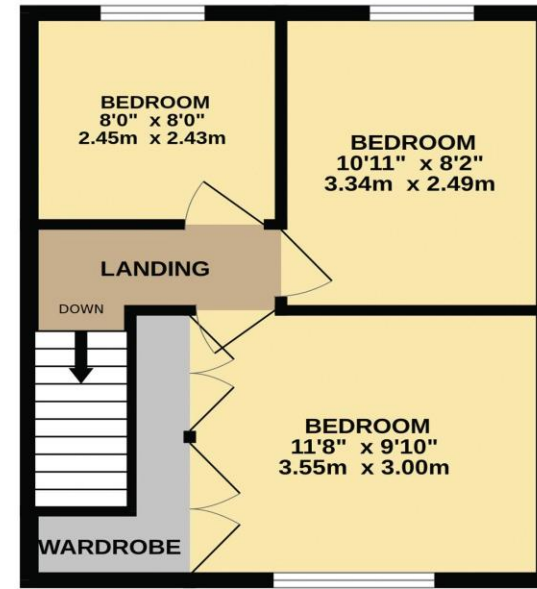 BEDROOM
8'0" x 8'0"
2.45m x 2.43m
BEDROOM
10'11" x 8'2"
3.34m x 2.49m
LANDING
DOWN
BEDROOM
11'8" x 9'10"
3.55m x 3.00m
WARDROBE